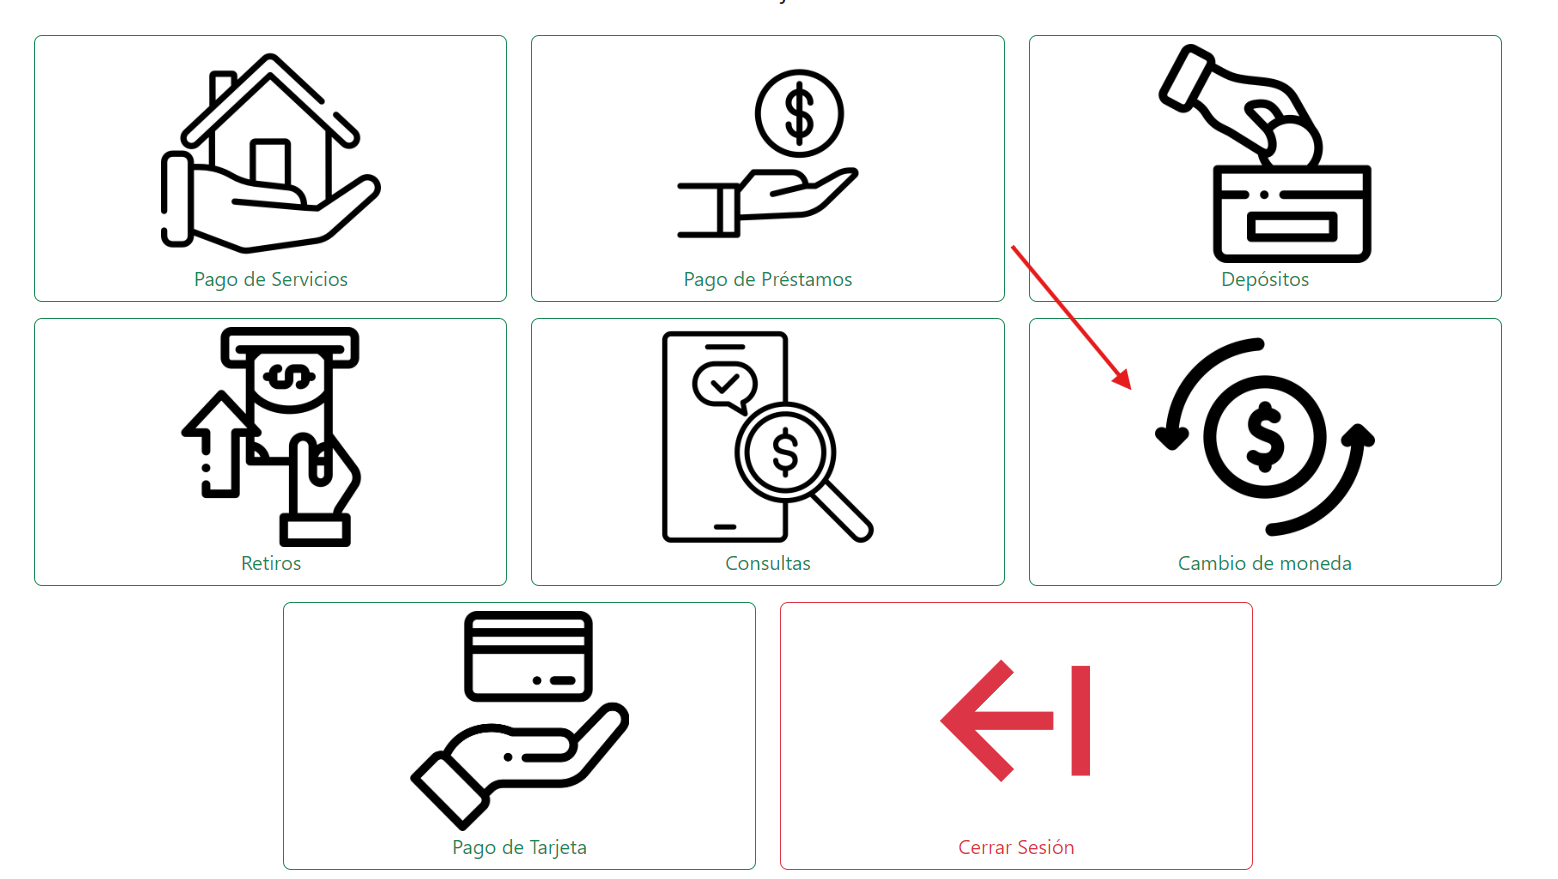 Pago de Servicios
Pago de Préstamos
Depósitos
Retiros
Consultas
Cambio de moneda
Pago de Tarjeta
Cerrar Sesión